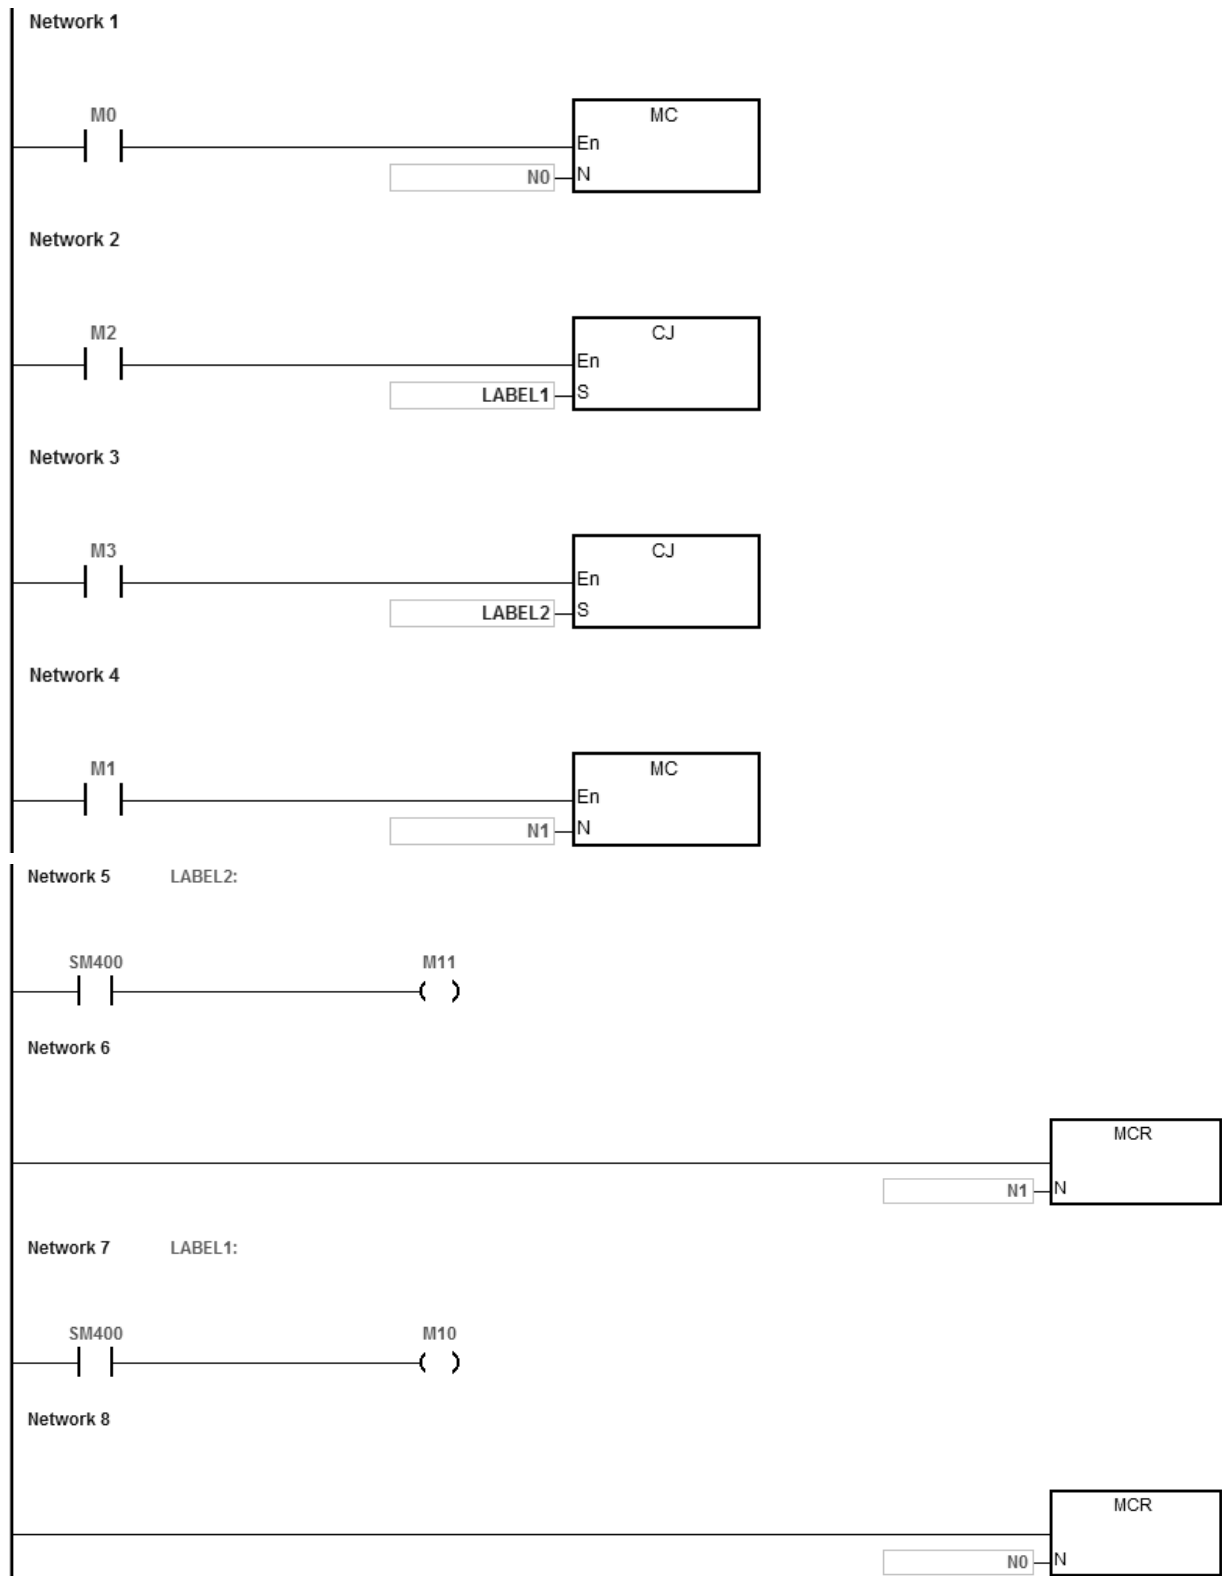 Network 1
M0
MC
En
N0 N
Network 2
M2
CJ
En
LABEL1 S
Network 3
M3
CJ
En
LABEL2 S
Network 4
M1
MC
En
N1 N
Network 5 LABEL2:
SM400 M11
Network 6
MCR
N1 N
Network 7 LABEL1:
SM400 M10
Network 8
MCR
N0 N